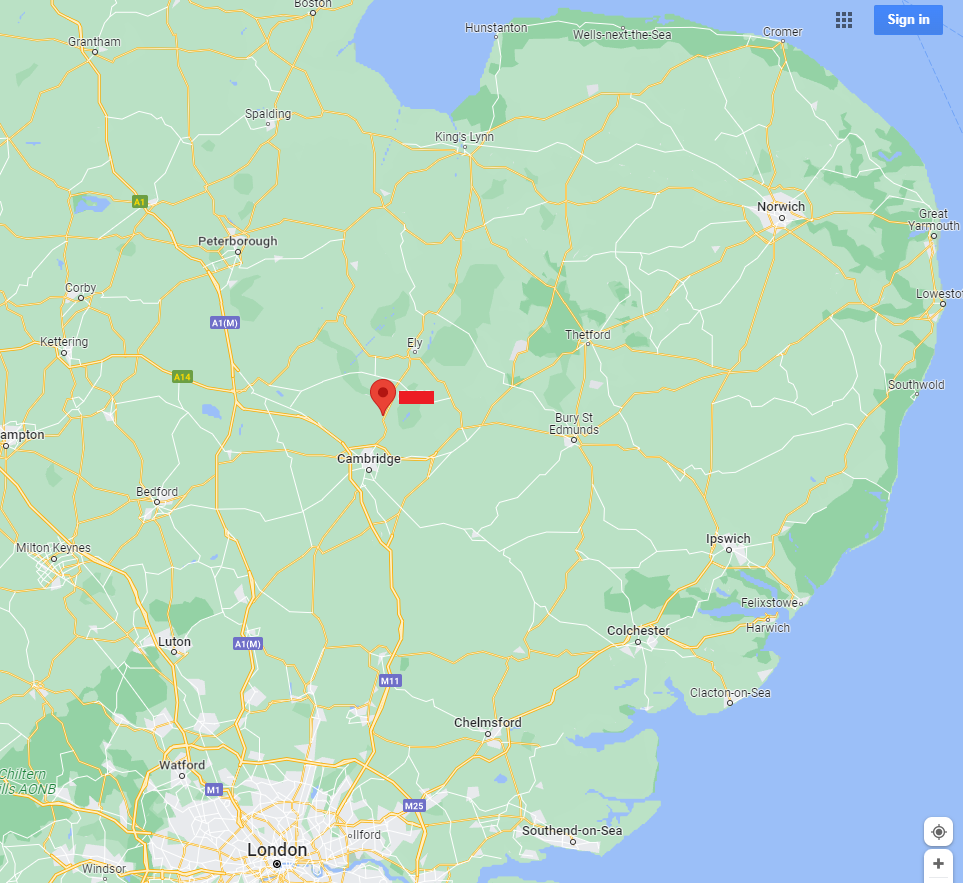 Boston
Hunstanton
Wells-next-the-Sea
Cromer
Sign in
Grantham
Spalding
King's Lynn
A1
Norwich
Great
Yarmouth
Peterborough
Corby
Lowestof
A1(M)
Kettering
Ely
Thetford
A14
Southwold
Bury St
Edmunds
ampton
Cambridge
Bedford
Ipswich
Milton Keynes
Felixstowe
Harwich
Colchester
Luton
A1(M)
M11
Clacton-on-Sea
Chelmsford
Watford
Chiltern
ills AONB
M1
M25
Ilford
Southend-on-Sea
London
Windsor
+